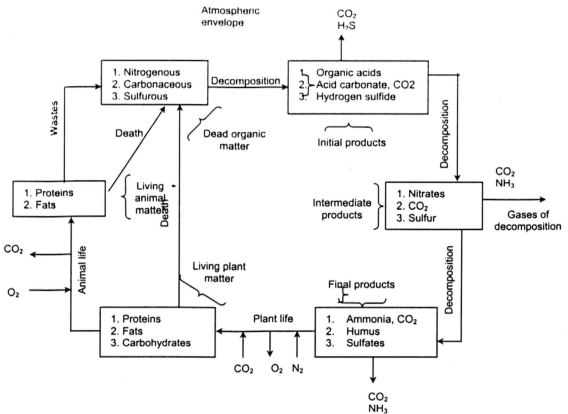 Atmospheric
envelope
CO2
H2S
1. Nitrogenous
2. Carbonaceous
3. Sulfurous
Decomposition
1. Organic acids
2. Acid carbonate, CO2
3. Hydrogen sulfide
Wastes
Death
Dead organic
matter
Initial products
Decomposition
1. Proteins
2. Fats
Living
animal
matter
Death
Intermediate
products
1. Nitrates
2. CO2
3. Sulfur
CO2
NH3
Gases of
decomposition
CO2
O2
Animal life
Living plant
matter
Final products
Decomposition
1. Proteins
2. Fats
3. Carbohydrates
Plant life
CO2
O2
N2
1. Ammonia, CO2
2. Humus
3. Sulfates
CO2
NH3